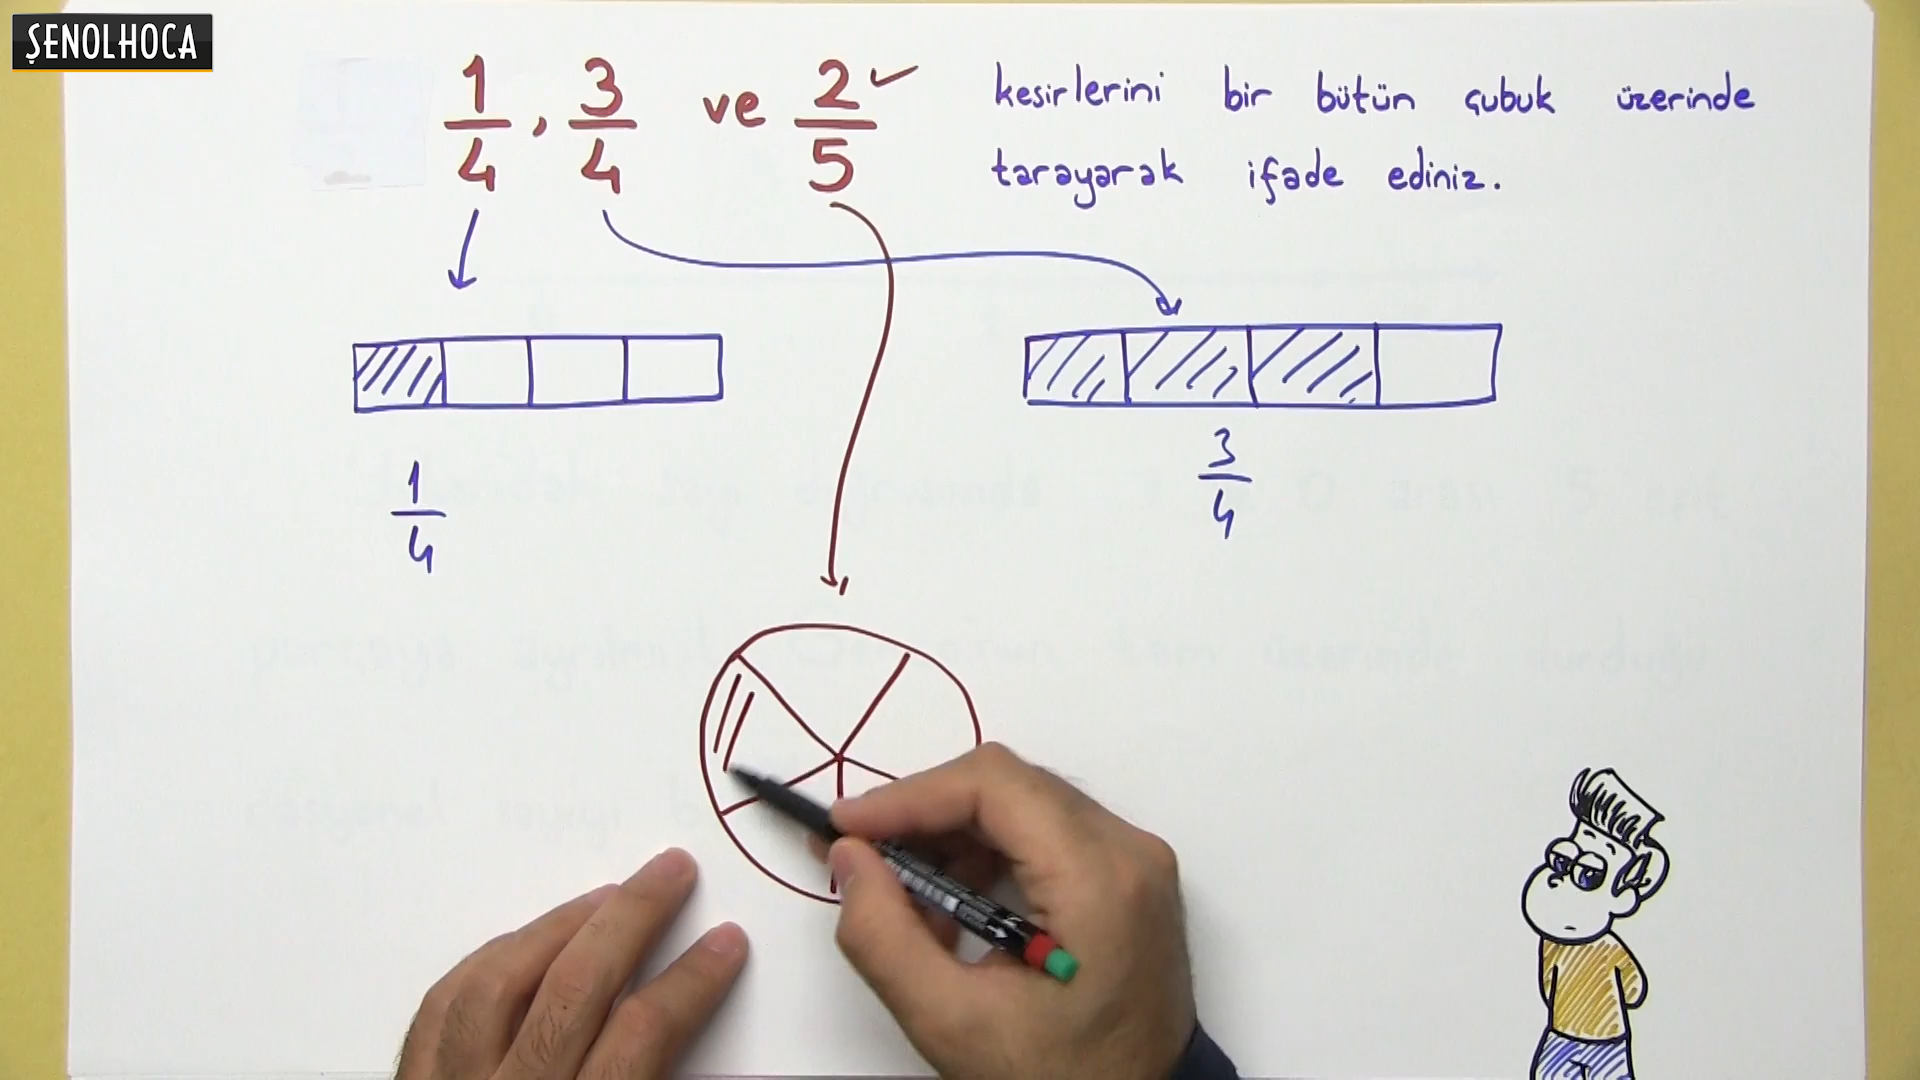 ŞENOLHOCA
1/4, 3/4 ve 2/5 kesirlerini bir bütün çubuk üzerinde
tarayarak ifade ediniz.
1/4
3/4